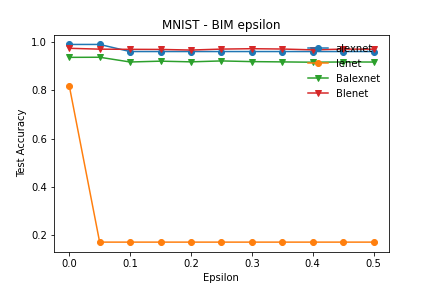 MNIST - BIM epsilon
1.0
0.8
0.6
0.4
0.2
Test Accuracy
alexnet
lenet
Balexnet
Blenet
0.0 0.1 0.2 0.3 0.4 0.5
Epsilon